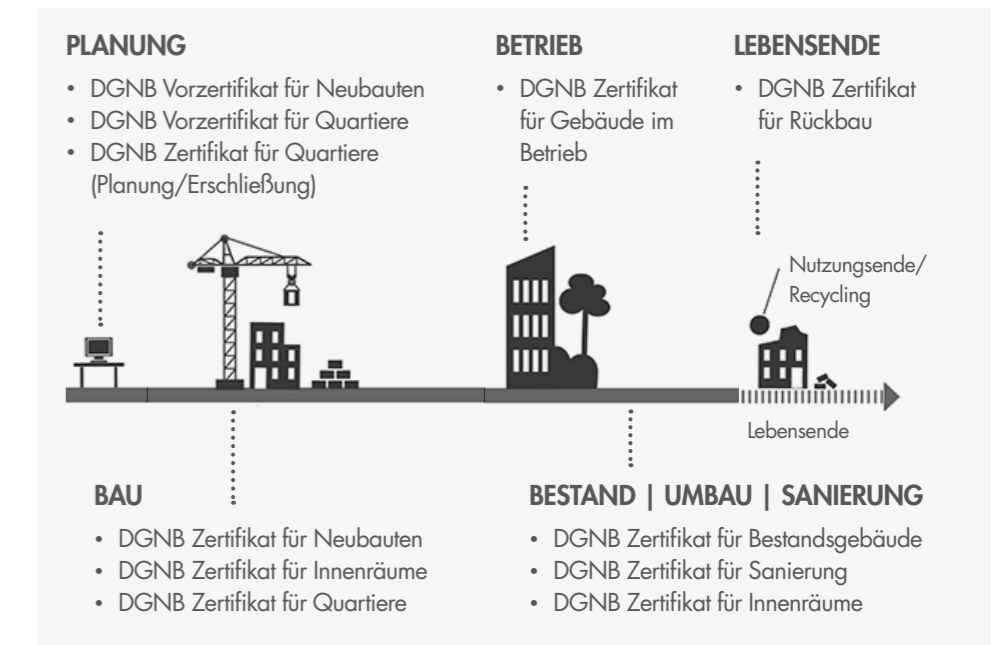 PLANUNG
• DGNB Vorzertifikat für Neubauten
• DGNB Vorzertifikat für Quartiere
• DGNB Zertifikat für Quartiere
(Planung/Erschließung)
BETRIEB
• DGNB Zertifikat
für Gebäude im
Betrieb
LEBENSENDE
• DGNB Zertifikat
für Rückbau
Nutzungsende/
Recycling
Lebensende
BAU
• DGNB Zertifikat für Neubauten
• DGNB Zertifikat für Innenräume
• DGNB Zertifikat für Quartiere
BESTAND | UMBAU | SANIERUNG
• DGNB Zertifikat für Bestandsgebäude
• DGNB Zertifikat für Sanierung
• DGNB Zertifikat für Innenräume